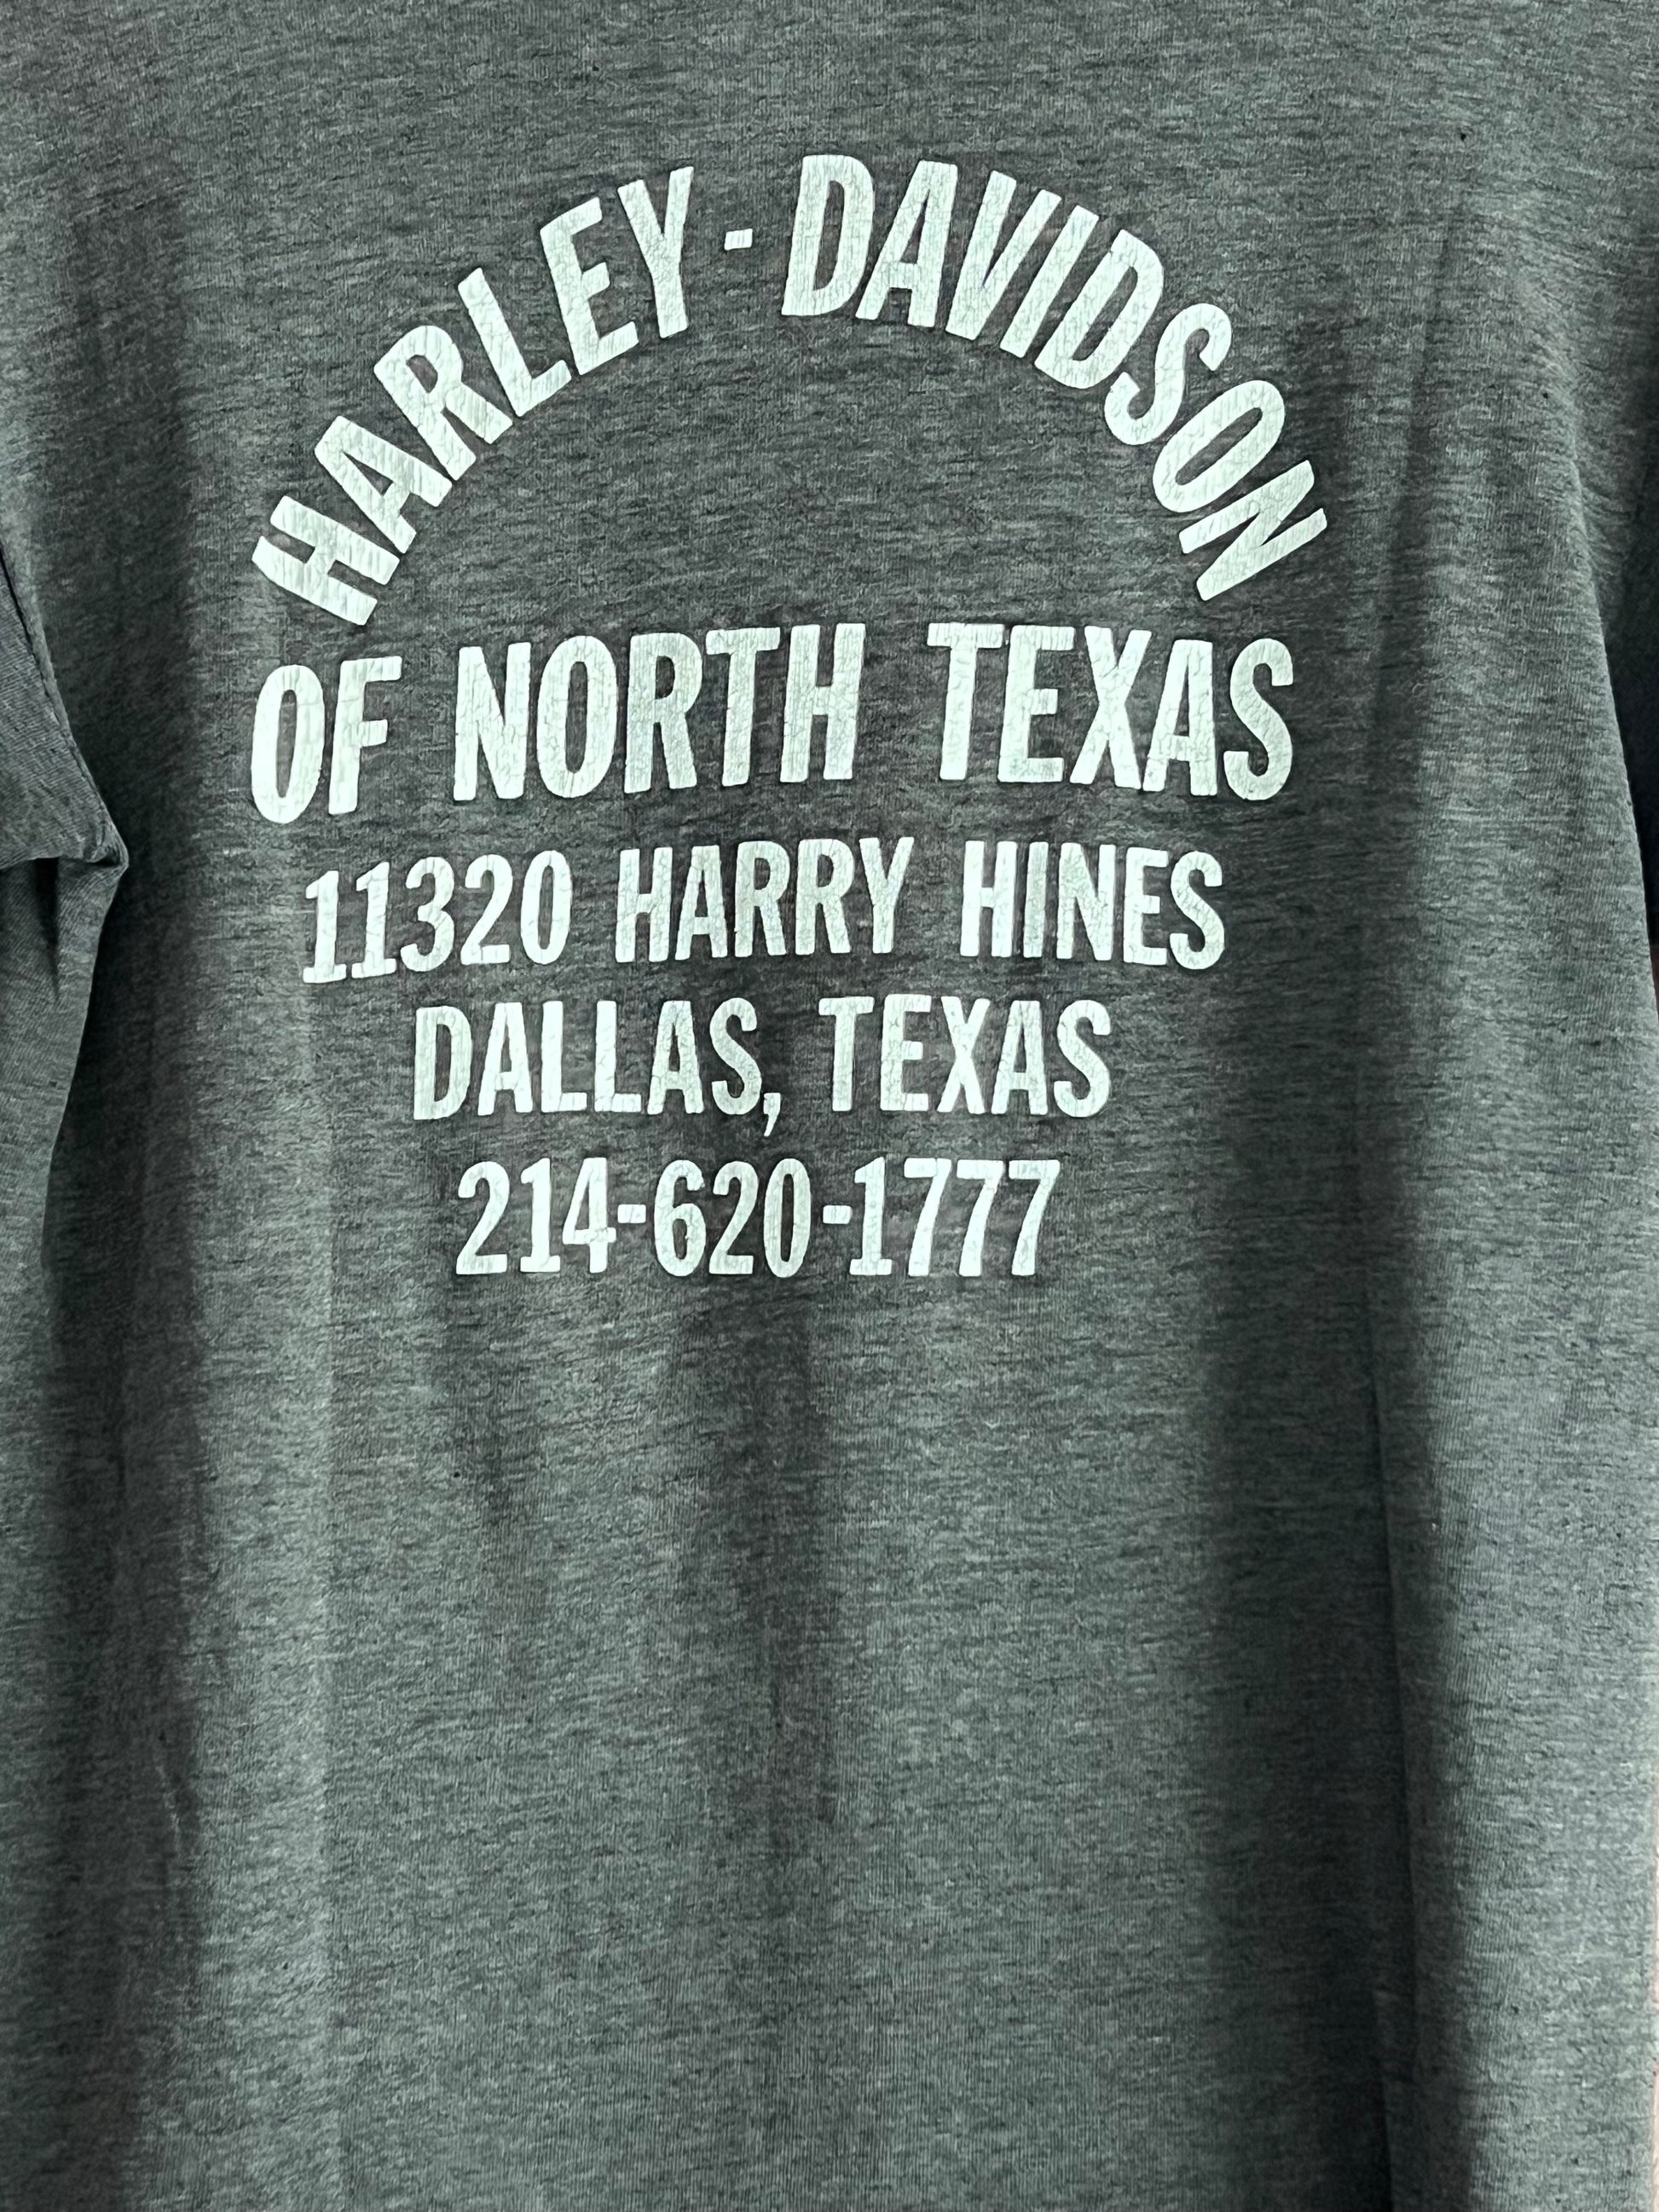 HARLEY-DAVIDSON
OF NORTH TEXAS
11320 HARRY HINES
DALLAS, TEXAS
214-620-1777